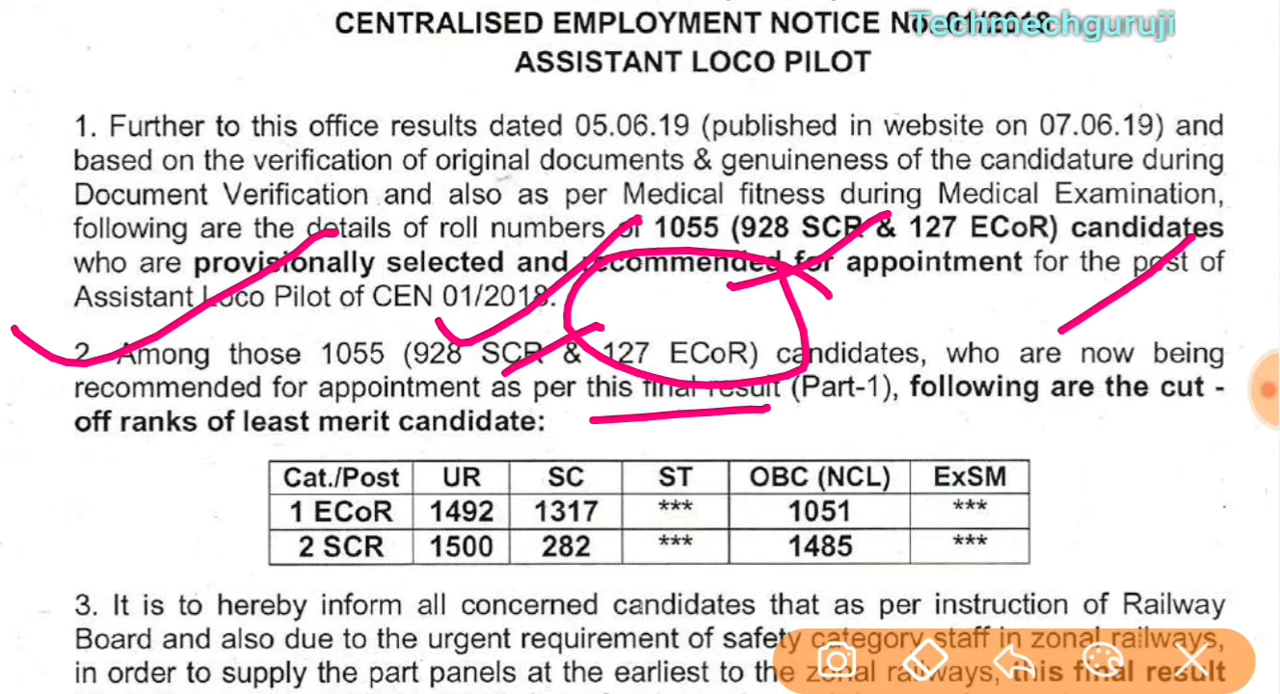 CENTRALISED EMPLOYMENT NOTICE No. 01/2018
Techmechguruji
ASSISTANT LOCO PILOT
1. Further to this office results dated 05.06.19 (published in website on 07.06.19) and
based on the verification of original documents & genuineness of the candidature during
Document Verification and also as per Medical fitness during Medical Examination,
following are the details of roll numbers of 1055 (928 SCR & 127 ECoR) candidates
who are provisionally selected and recommended for appointment for the post of
Assistant Loco Pilot of CEN 01/2018.
2. Among those 1055 (928 SCR & 127 ECoR) candidates, who are now being
recommended for appointment as per this final result (Part-1), following are the cut -
off ranks of least merit candidate:
Cat./Post UR SC ST OBC (NCL) ExSM
1 ECoR 1492 1317 *** 1051 ***
2 SCR 1500 282 *** 1485 ***
3. It is to hereby inform all concerned candidates that as per instruction of Railway
Board and also due to the urgent requirement of safety category staff in zonal railways,
in order to supply the part panels at the earliest to the zonal railways, this final result